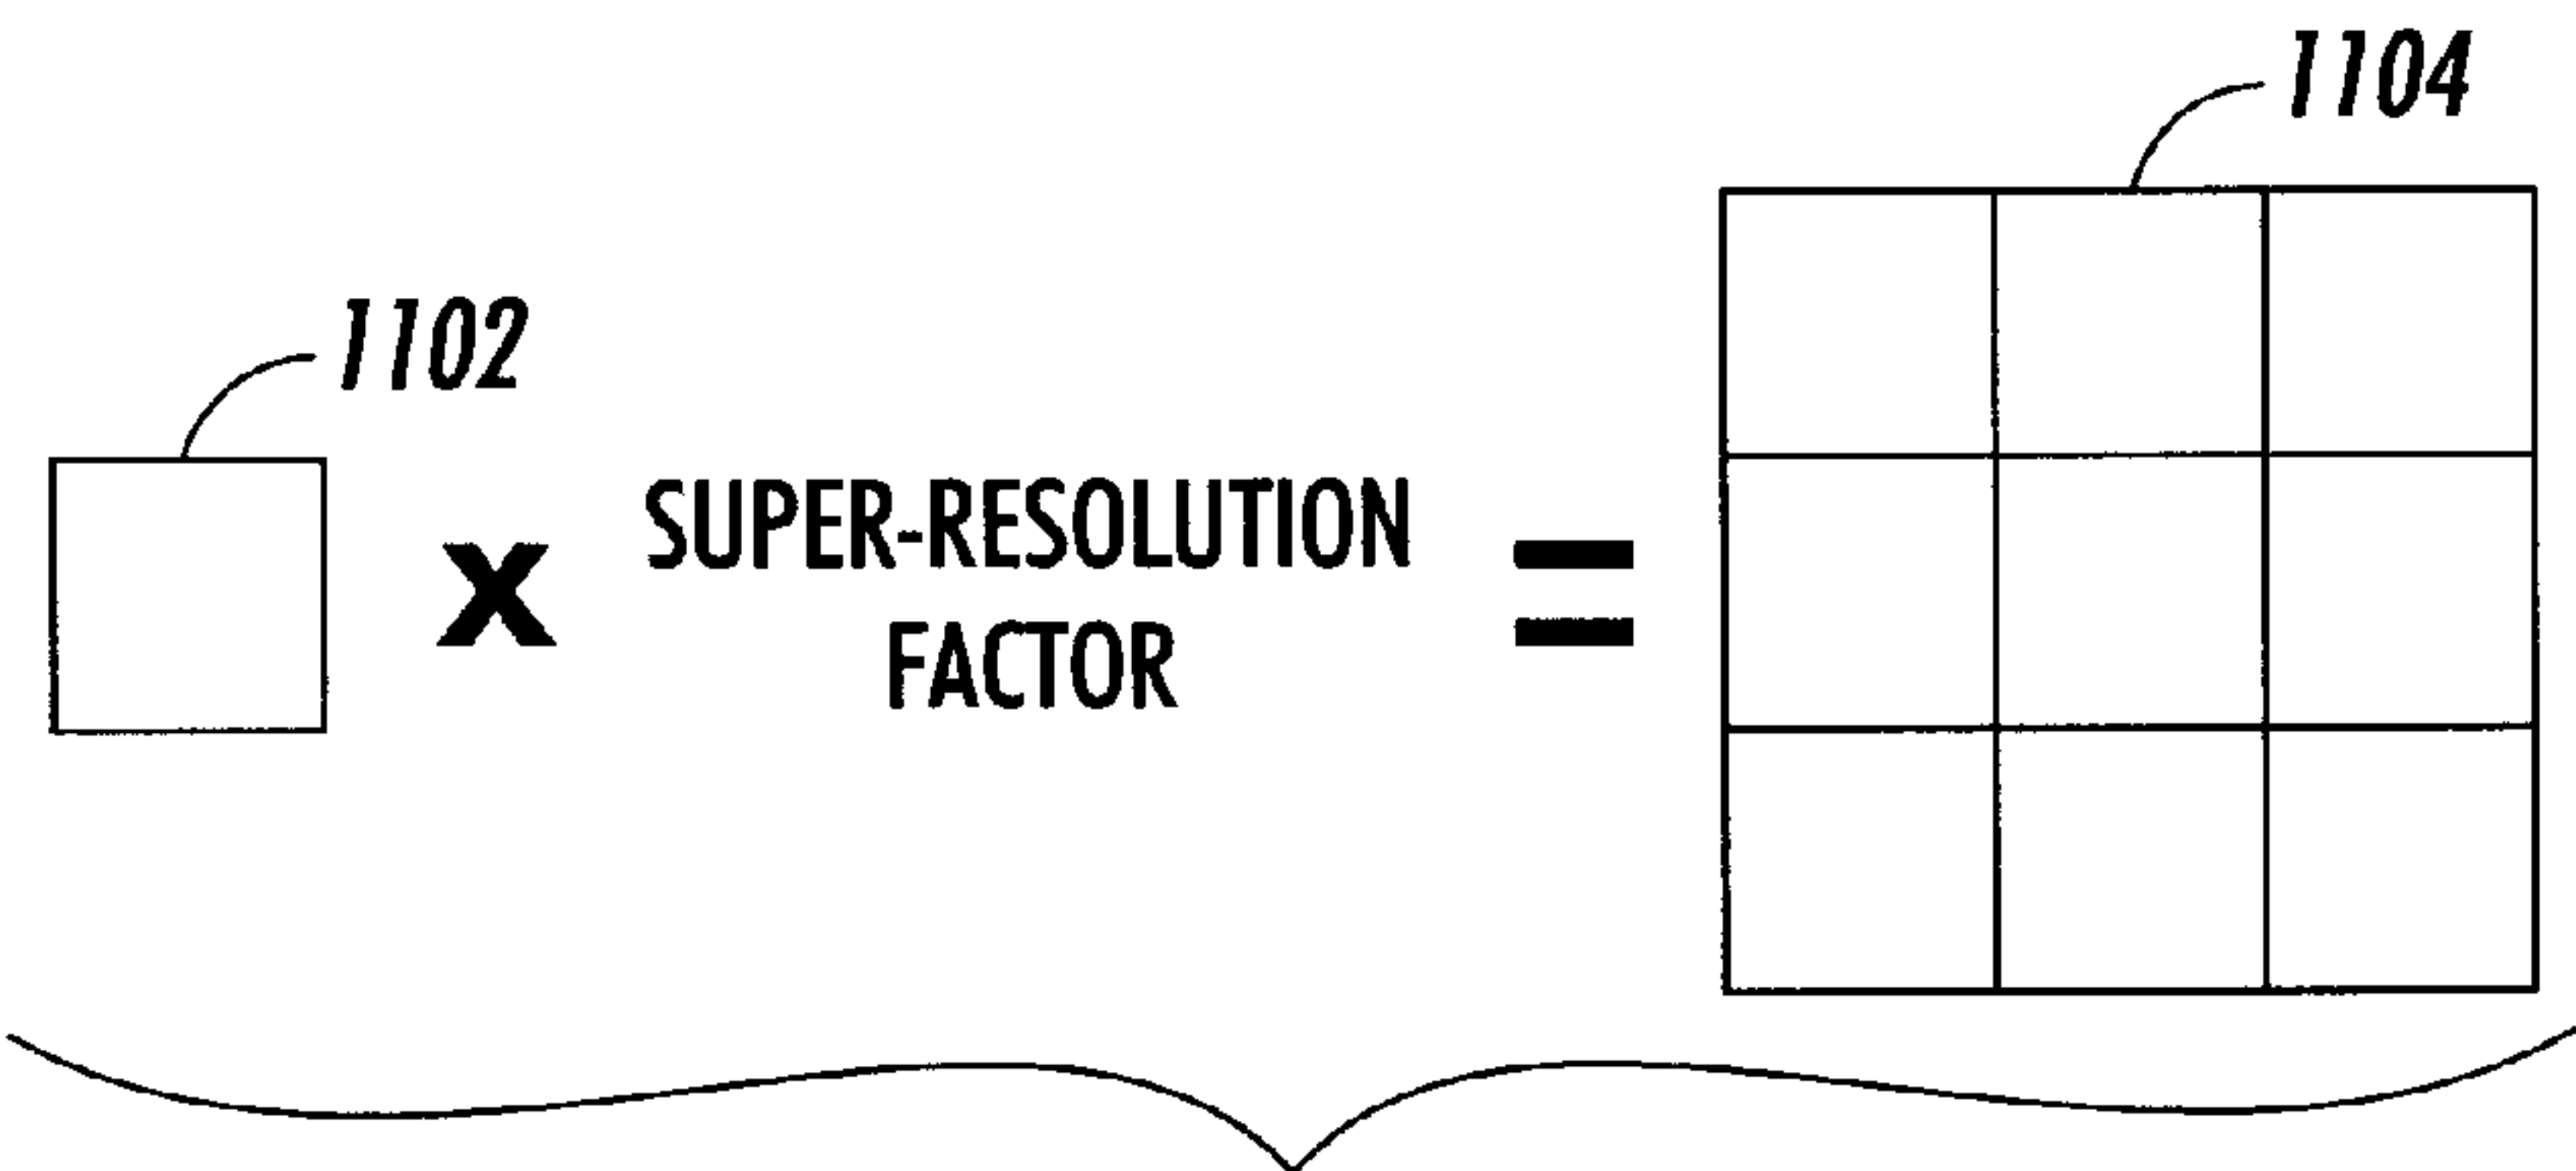 1104
1102
X SUPER-RESOLUTION =
FACTOR